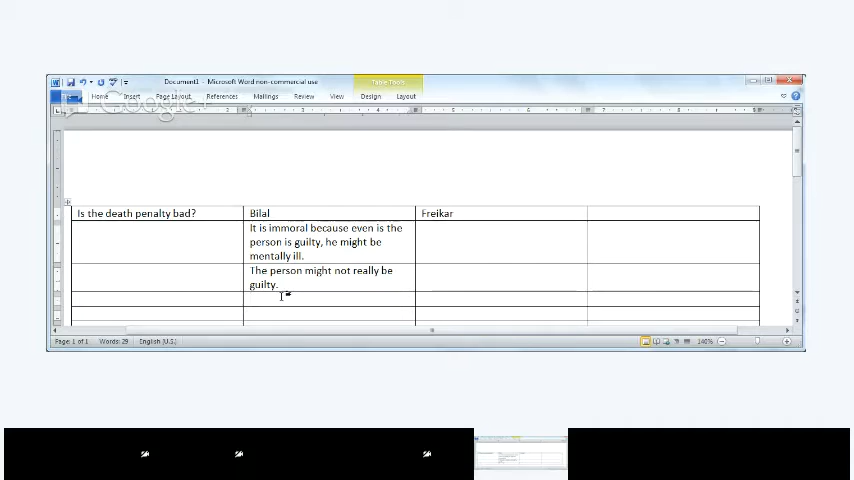 Document1 - Microsoft Word non-commercial use
Table Tools
Home Insert Page Layout References Mailings Review View Design Layout
Google+
Is the death penalty bad? Bilal Freikar
It is immoral because even is the
person is guilty, he might be
mentally ill.
The person might not really be
guilty.
Page: 1 of 1 Words: 29 English (U.S.) 140%